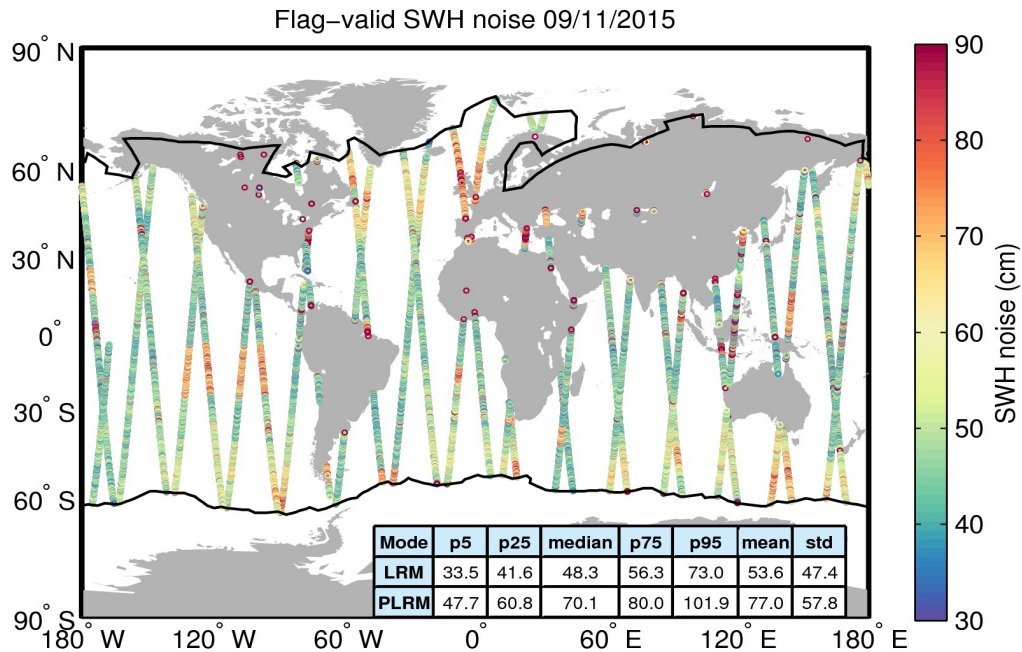 Flag−valid SWH noise 09/11/2015
90° N
60° N
30° N
0°
30° S
60° S
90° S
180° W
120° W
60° W
0°
60° E
120° E
180° E
Mode p5 p25 median p75 p95 mean std
LRM 33.5 41.6 48.3 56.3 73.0 53.6 47.4
PLRM 47.7 60.8 70.1 80.0 101.9 77.0 57.8
90
80
70
60
50
40
30
SWH noise (cm)